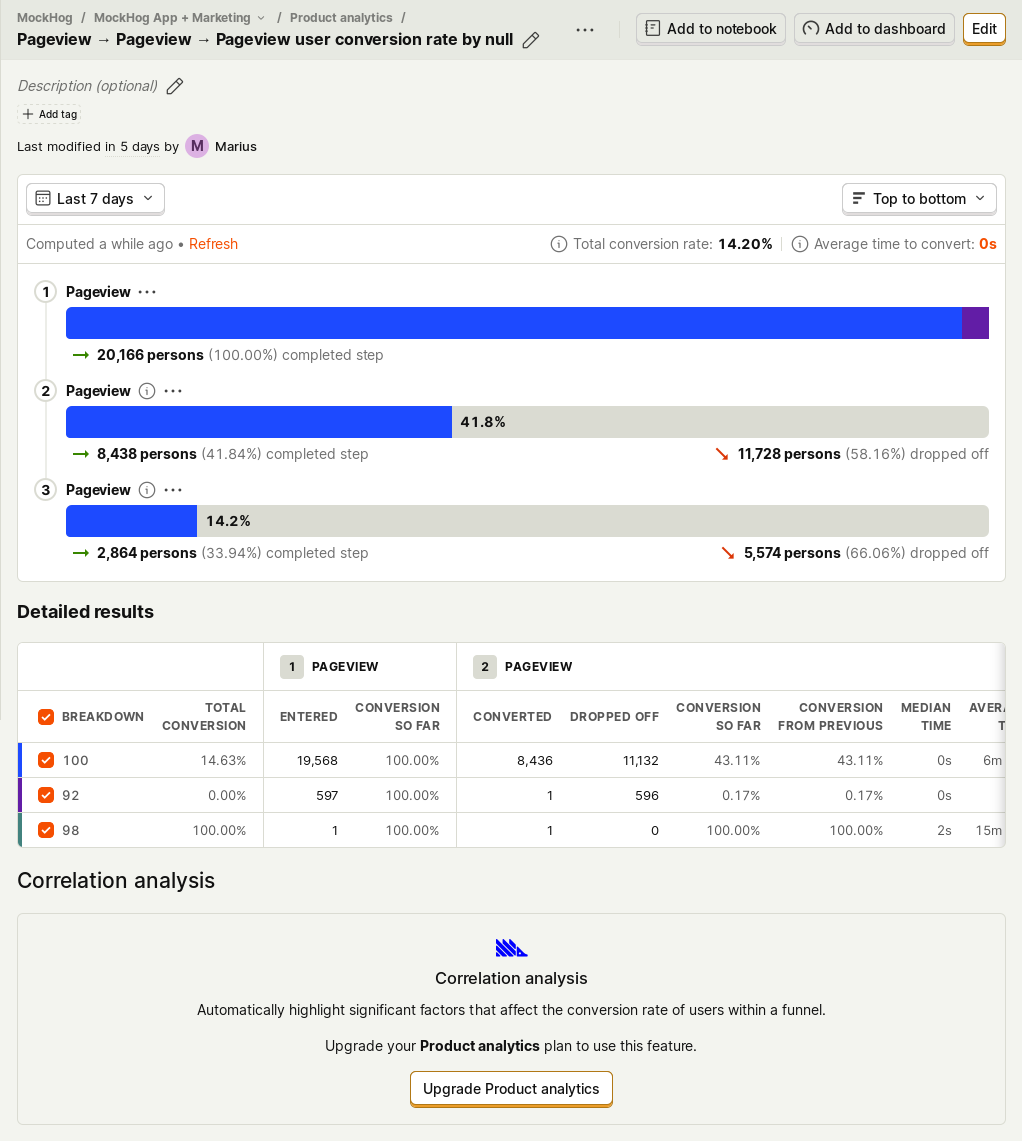 MockHog / MockHog App + Marketing / Product analytics /
Pageview → Pageview → Pageview user conversion rate by null
Add to notebook
Add to dashboard
Edit
Description (optional)
Add tag
Last modified in 5 days by M Marius
Last 7 days
Top to bottom
Computed a while ago • Refresh
Total conversion rate: 14.20%
Average time to convert: 0s
1 Pageview
20,166 persons (100.00%) completed step
2 Pageview
41.8%
8,438 persons (41.84%) completed step
11,728 persons (58.16%) dropped off
3 Pageview
14.2%
2,864 persons (33.94%) completed step
5,574 persons (66.06%) dropped off
Detailed results
1 PAGEVIEW 2 PAGEVIEW
BREAKDOWN TOTAL CONVERSION ENTERED CONVERSION SO FAR CONVERTED DROPPED OFF CONVERSION SO FAR CONVERSION FROM PREVIOUS MEDIAN TIME
100 14.63% 19,568 100.00% 8,436 11,132 43.11% 43.11% 0s 6m
92 0.00% 597 100.00% 1 596 0.17% 0.17% 0s
98 100.00% 1 100.00% 1 0 100.00% 100.00% 2s 15m
Correlation analysis
Correlation analysis
Automatically highlight significant factors that affect the conversion rate of users within a funnel.
Upgrade your Product analytics plan to use this feature.
Upgrade Product analytics